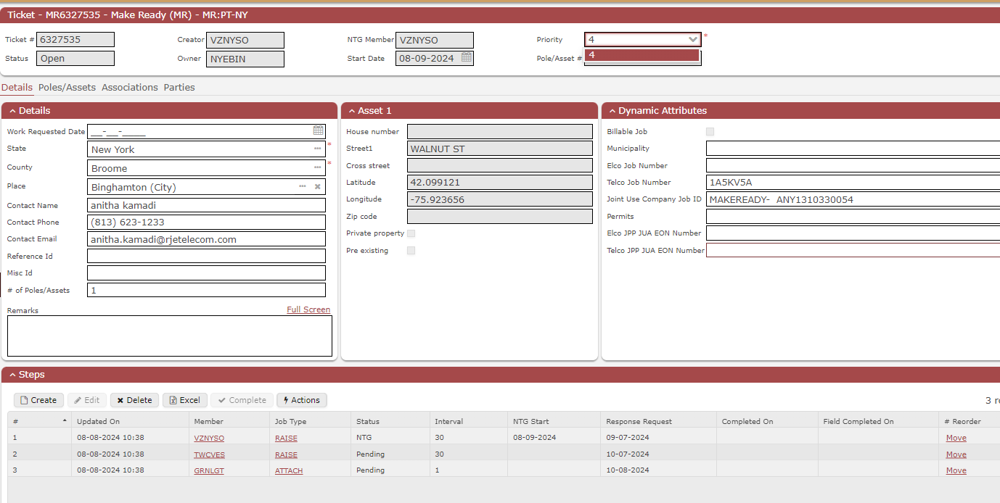 Ticket - MR6327535 - Make Ready (MR) - MR:PT-NY
Ticket # 6327535 Creator VZNYSO NTG Member VZNYSO Priority 4 *
4
Status Open Owner NYEBIN Start Date 08-09-2024 Pole/Asset #
Details Poles/Assets Associations Parties
Details
Work Requested Date __-__-____
State New York *
County Broome *
Place Binghamton (City)
Contact Name anitha kamadi
Contact Phone (813) 623-1233
Contact Email anitha.kamadi@rjetelecom.com
Reference Id
Misc Id
# of Poles/Assets 1
Remarks Full Screen
Asset 1
House number
Street1 WALNUT ST
Cross street
Latitude 42.099121
Longitude -75.923656
Zip code
Private property
Pre existing
Dynamic Attributes
Billable Job
Municipality
Elco Job Number
Telco Job Number 1A5KV5A
Joint Use Company Job ID MAKEREADY- ANY1310330054
Permits
Elco JPP JUA EON Number
Telco JPP JUA EON Number
Steps
Create Edit Delete Excel Complete Actions 3
# Updated On Member Job Type Status Interval NTG Start Response Request Completed On Field Completed On # Reorder
1 08-08-2024 10:38 VZNYSO RAISE NTG 30 08-09-2024 09-07-2024 Move
2 08-08-2024 10:38 TWCVES RAISE Pending 30 10-07-2024 Move
3 08-08-2024 10:38 GRNLGT ATTACH Pending 1 10-08-2024 Move